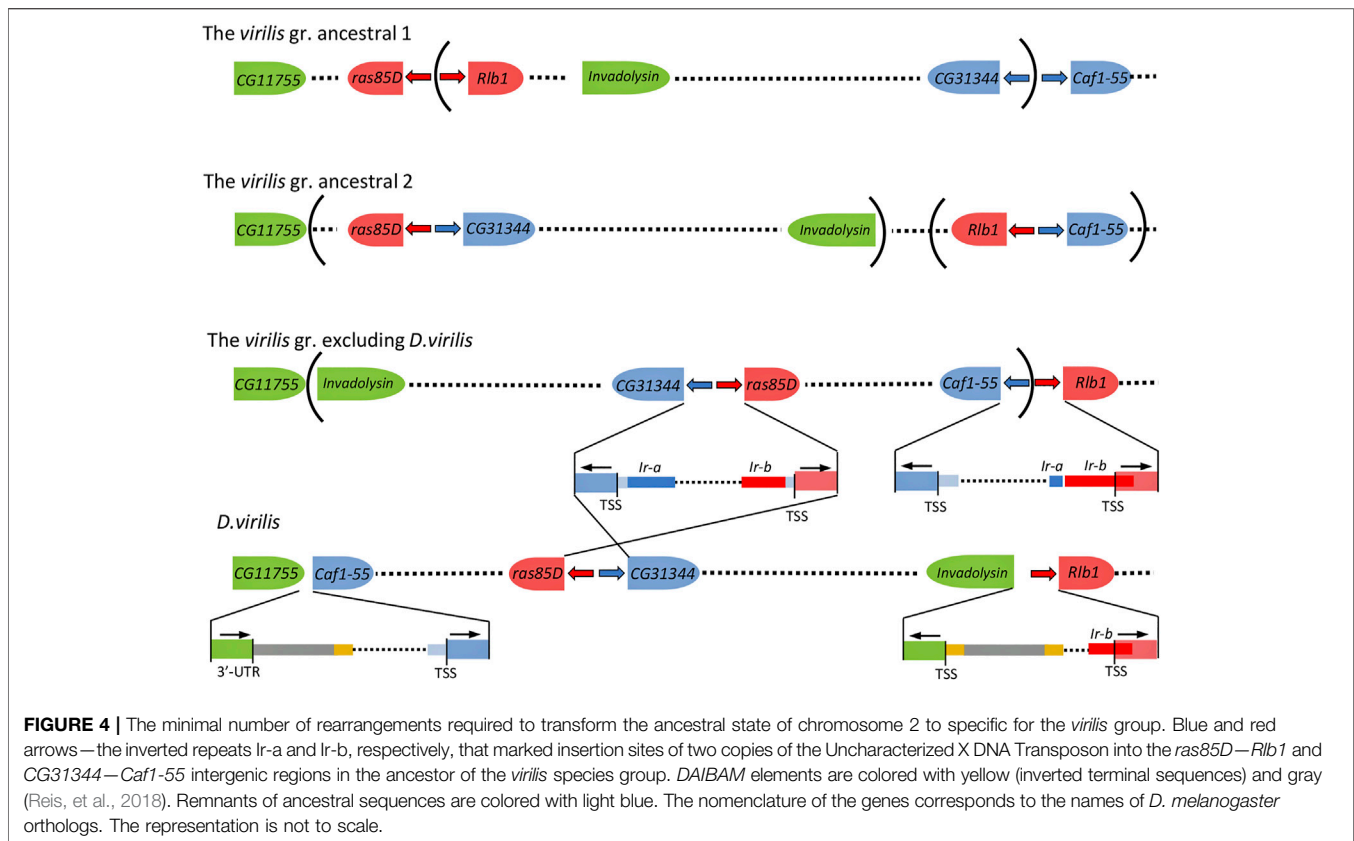 The virilis gr. ancestral 1
CG11755 ras85D Rlb1 Invadolysin CG31344 Caf1-55
The virilis gr. ancestral 2
CG11755 ras85D CG31344 Invadolysin Rlb1 Caf1-55
The virilis gr. excluding D.virilis
CG11755 Invadolysin CG31344 ras85D Caf1-55 Rlb1
Ir-a Ir-b Ir-a Ir-b
TSS TSS TSS TSS
D.virilis
CG11755 Caf1-55 ras85D CG31344 Invadolysin Rlb1
Ir-b
3’-UTR TSS TSS TSS
FIGURE 4 | The minimal number of rearrangements required to transform the ancestral state of chromosome 2 to specific for the virilis group. Blue and red
arrows—the inverted repeats Ir-a and Ir-b, respectively, that marked insertion sites of two copies of the Uncharacterized X DNA Transposon into the ras85D—Rlb1 and
CG31344—Caf1-55 intergenic regions in the ancestor of the virilis species group. DAIBAM elements are colored with yellow (inverted terminal sequences) and gray
(Reis, et al., 2018). Remnants of ancestral sequences are colored with light blue. The nomenclature of the genes corresponds to the names of D. melanogaster
orthologs. The representation is not to scale.